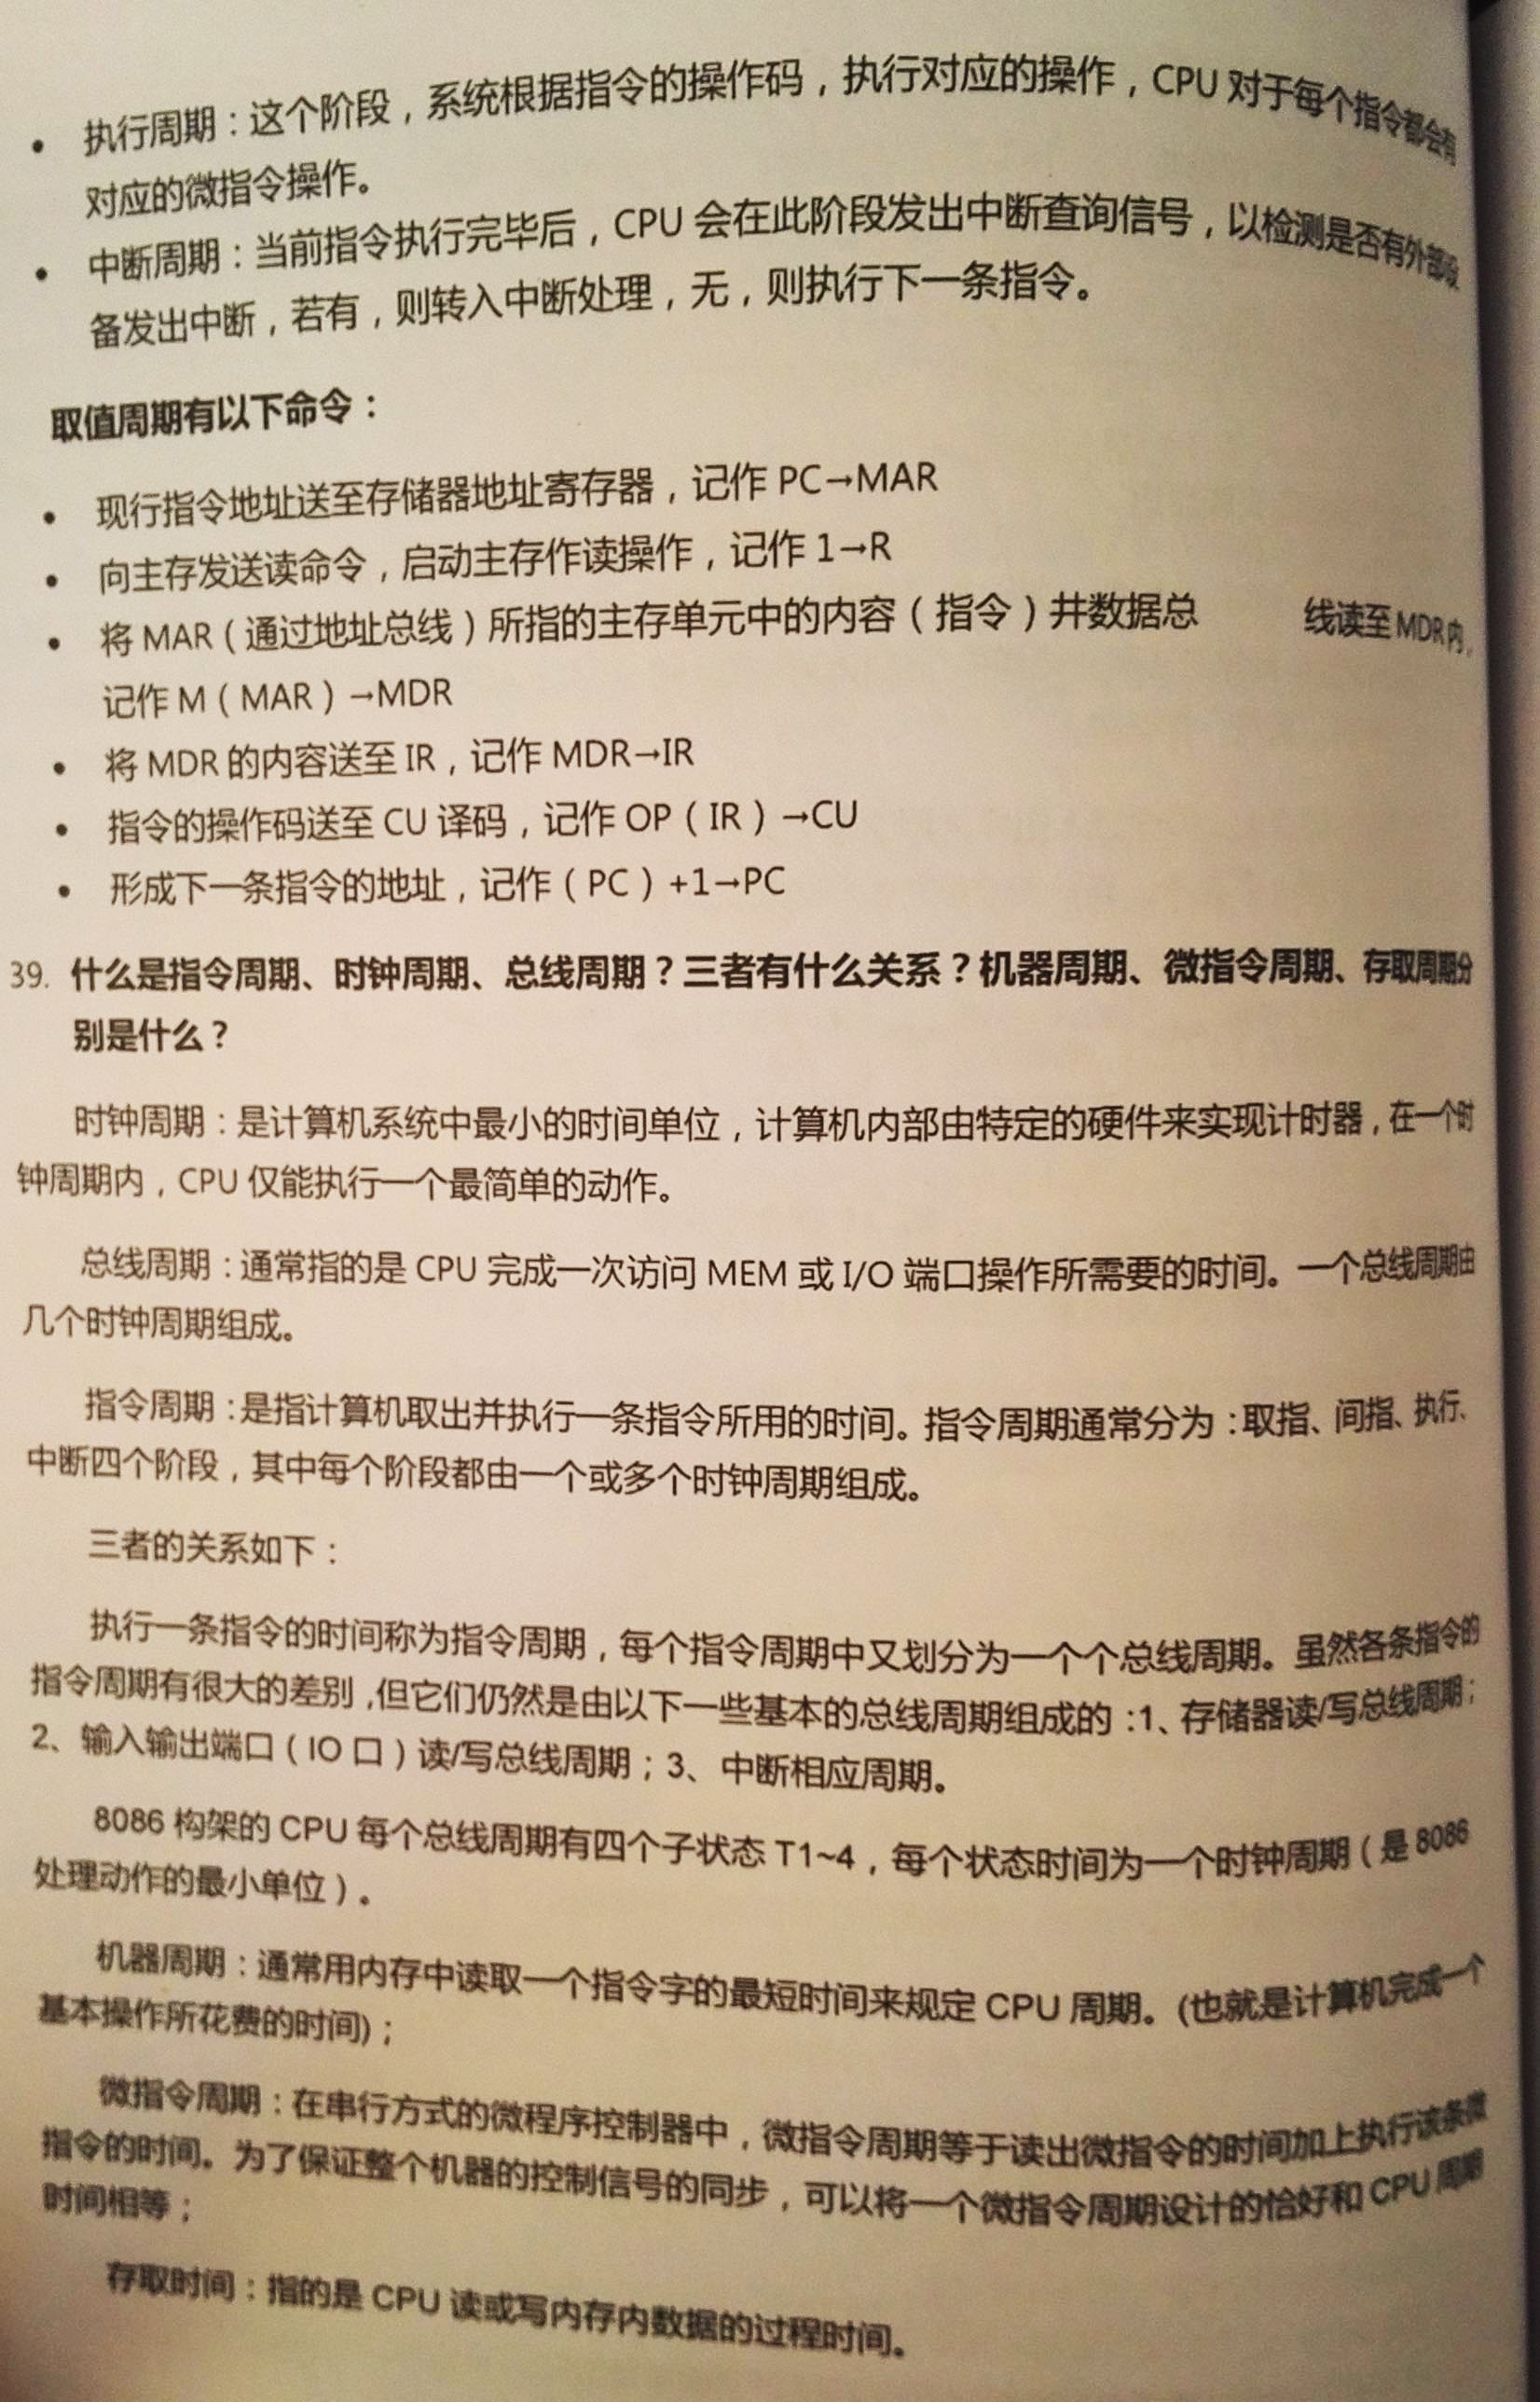 • 执行周期：这个阶段，系统根据指令的操作码，执行对应的操作，CPU 对于每个指令都会有
对应的微指令操作。
• 中断周期：当前指令执行完毕后，CPU 会在此阶段发出中断查询信号，以检测是否有外部设
备发出中断，若有，则转入中断处理，无，则执行下一条指令。
取值周期有以下命令：
• 现行指令地址送至存储器地址寄存器，记作 PC→MAR
• 向主存发送读命令，启动主存作读操作，记作 1→R
• 将 MAR（通过地址总线）所指的主存单元中的内容（指令）井数据总 线读至 MDR 内，
记作 M（MAR）→MDR
• 将 MDR 的内容送至 IR，记作 MDR→IR
• 指令的操作码送至 CU 译码，记作 OP（IR）→CU
• 形成下一条指令的地址，记作（PC）+1→PC
39. 什么是指令周期、时钟周期、总线周期？三者有什么关系？机器周期、微指令周期、存取周期分
别是什么？
时钟周期：是计算机系统中最小的时间单位，计算机内部由特定的硬件来实现计时器，在一个时
钟周期内，CPU 仅能执行一个最简单的动作。
总线周期：通常指的是 CPU 完成一次访问 MEM 或 I/O 端口操作所需要的时间。一个总线周期由
几个时钟周期组成。
指令周期：是指计算机取出并执行一条指令所用的时间。指令周期通常分为：取指、间指、执行、
中断四个阶段，其中每个阶段都由一个或多个时钟周期组成。
三者的关系如下：
执行一条指令的时间称为指令周期，每个指令周期中又划分为一个个总线周期。虽然各条指令的
指令周期有很大的差别，但它们仍然是由以下一些基本的总线周期组成的：1、存储器读/写总线周期；
2、输入输出端口（IO 口）读/写总线周期；3、中断相应周期。
8086 构架的 CPU 每个总线周期有四个子状态 T1~4，每个状态时间为一个时钟周期（是 8086
处理动作的最小单位）。
机器周期：通常用内存中读取一个指令字的最短时间来规定 CPU 周期。(也就是计算机完成一个
基本操作所花费的时间)；
微指令周期：在串行方式的微程序控制器中，微指令周期等于读出微指令的时间加上执行该条微
指令的时间。为了保证整个机器的控制信号的同步，可以将一个微指令周期设计的恰好和 CPU 周期
时间相等；
存取时间：指的是 CPU 读或写内存内数据的过程时间。